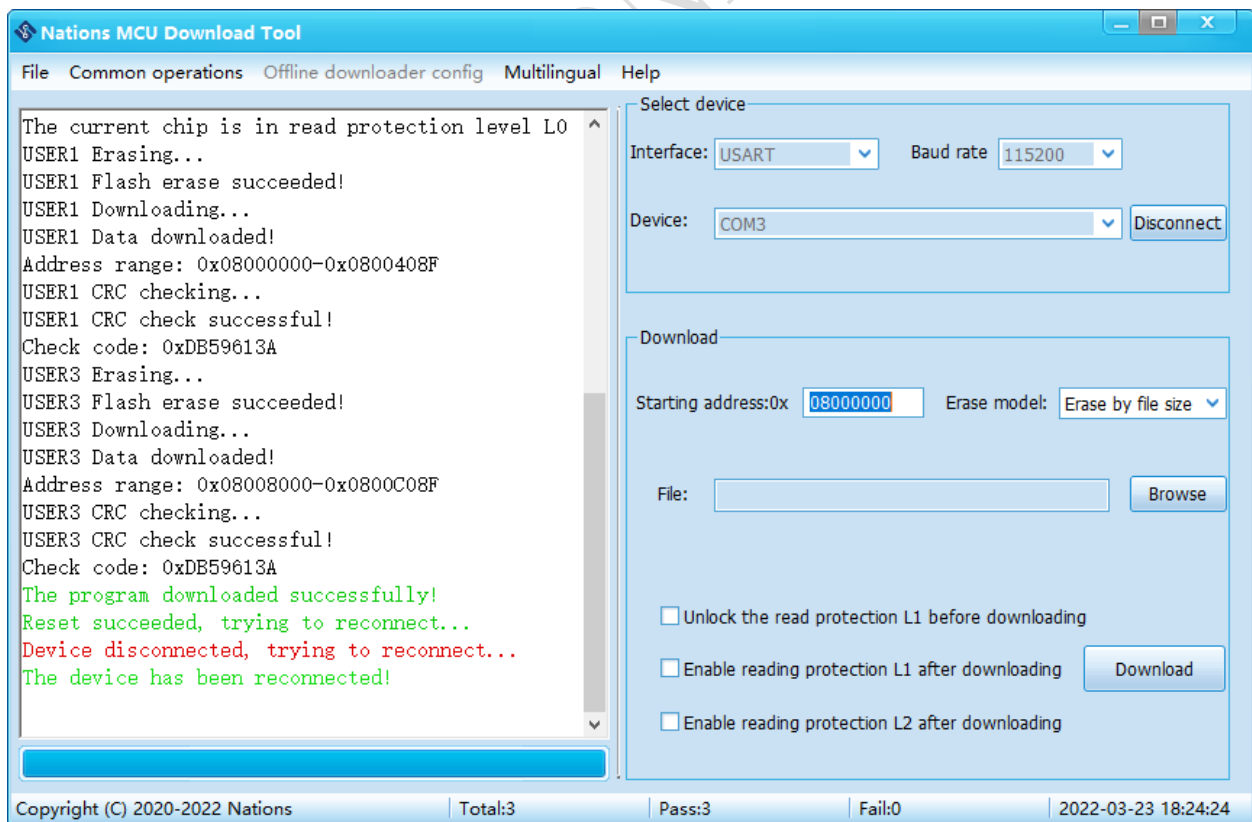 Nations MCU Download Tool
File Common operations Offline downloader config Multilingual Help
The current chip is in read protection level L0
USER1 Erasing...
USER1 Flash erase succeeded!
USER1 Downloading...
USER1 Data downloaded!
Address range: 0x08000000-0x0800408F
USER1 CRC checking...
USER1 CRC check successful!
Check code: 0xDB59613A
USER3 Erasing...
USER3 Flash erase succeeded!
USER3 Downloading...
USER3 Data downloaded!
Address range: 0x08008000-0x0800C08F
USER3 CRC checking...
USER3 CRC check successful!
Check code: 0xDB59613A
The program downloaded successfully!
Reset succeeded, trying to reconnect...
Device disconnected, trying to reconnect...
The device has been reconnected!
Select device
Interface: USART Baud rate 115200
Device: COM3 Disconnect
Download
Starting address:0x 08000000 Erase model: Erase by file size
File: Browse
Unlock the read protection L1 before downloading
Enable reading protection L1 after downloading Download
Enable reading protection L2 after downloading
Copyright (C) 2020-2022 Nations Total:3 Pass:3 Fail:0 2022-03-23 18:24:24